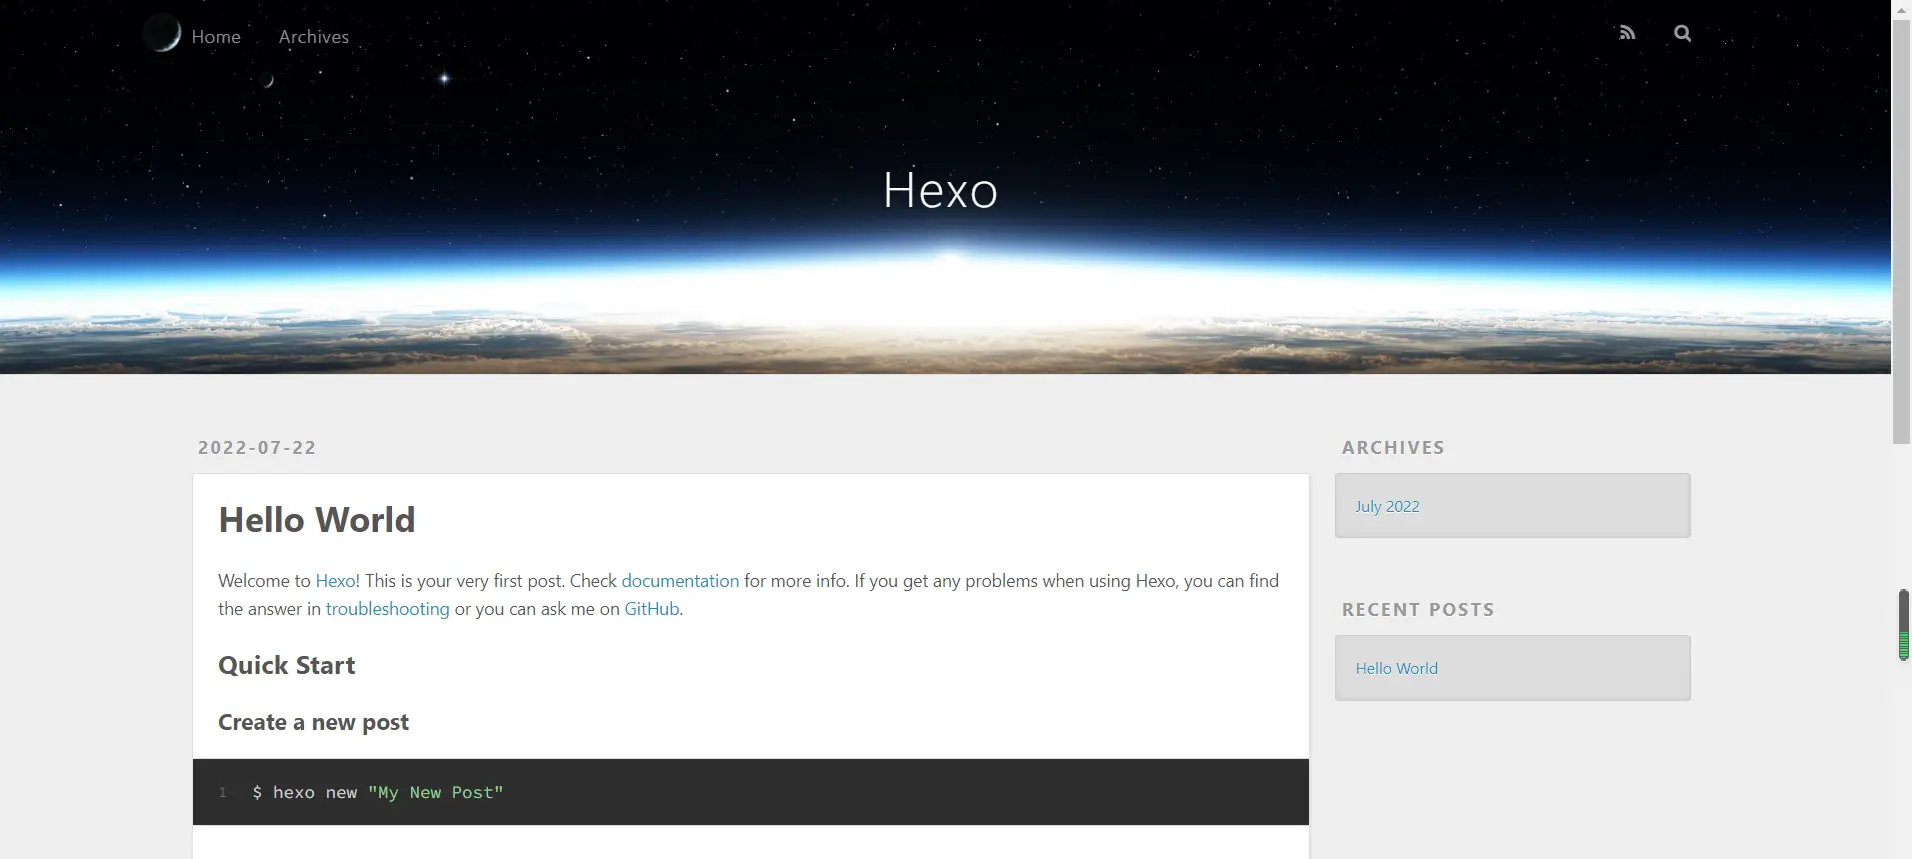 Home Archives
Hexo
2022-07-22
Hello World
Welcome to Hexo! This is your very first post. Check documentation for more info. If you get any problems when using Hexo, you can find
the answer in troubleshooting or you can ask me on GitHub.
Quick Start
Create a new post
1 $ hexo new "My New Post"
ARCHIVES
July 2022
RECENT POSTS
Hello World